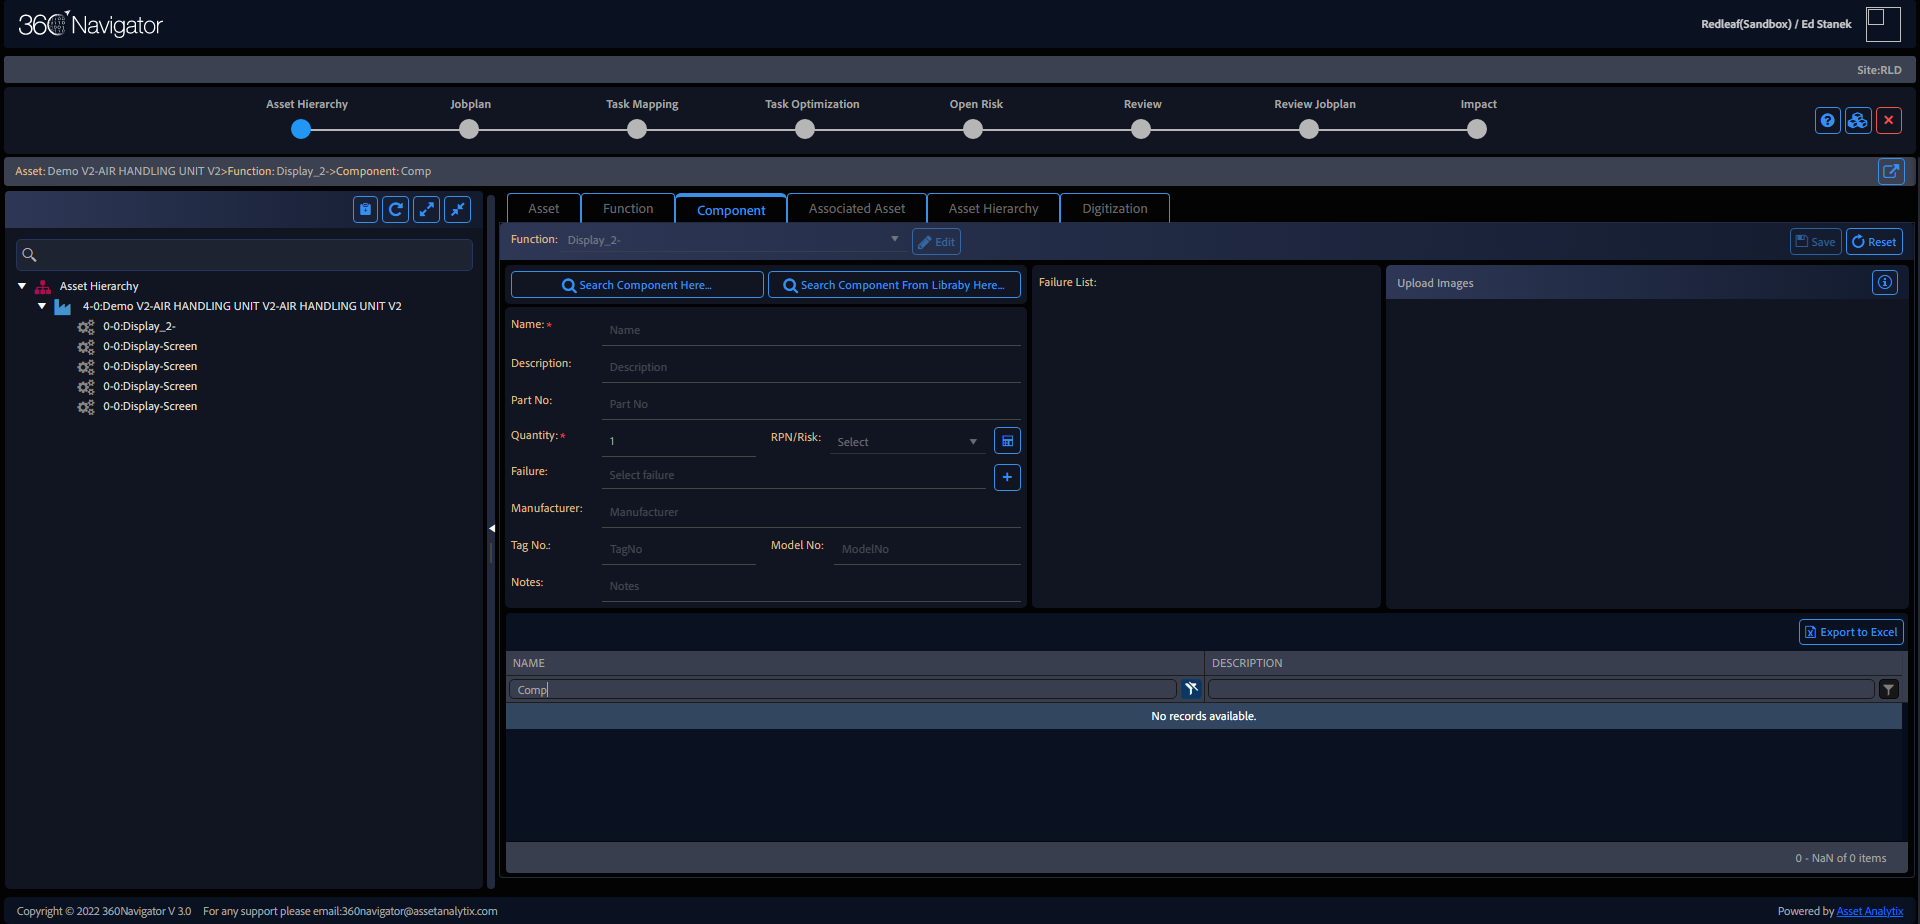 360 Navigator
Redleaf(Sandbox) / Ed Stanek
Site:RLD
Asset Hierarchy
Jobplan
Task Mapping
Task Optimization
Open Risk
Review
Review Jobplan
Impact
Asset: Demo V2-AIR HANDLING UNIT V2>Function: Display_2->Component: Comp
Asset
Function
Component
Associated Asset
Asset Hierarchy
Digitization
Function: Display_2-
Edit
Save
Reset
Asset Hierarchy
4-0:Demo V2-AIR HANDLING UNIT V2-AIR HANDLING UNIT V2
0-0:Display_2-
0-0:Display-Screen
0-0:Display-Screen
0-0:Display-Screen
0-0:Display-Screen
Search Component Here...
Search Component From Libraby Here...
Name:* Name
Description: Description
Part No: Part No
Quantity:* 1 RPN/Risk: Select
Failure: Select failure
Manufacturer: Manufacturer
Tag No.: TagNo Model No: ModelNo
Notes: Notes
Failure List:
Upload Images
Export to Excel
NAME DESCRIPTION
Comp
No records available.
0 - NaN of 0 items
Copyright © 2022 360Navigator V 3.0 For any support please email:360navigator@assetanalytix.com
Powered by Asset Analytix